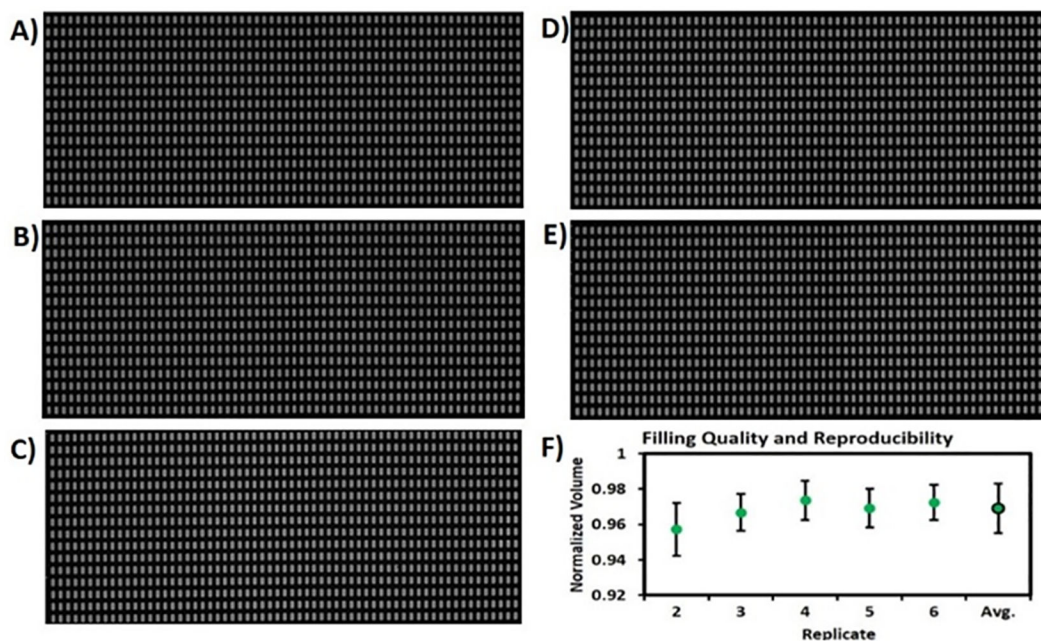 A)
B)
C)
D)
E)
F)
Filling Quality and Reproducibility
Normalized Volume
1
0.98
0.96
0.94
0.92
2 3 4 5 6 Avg.
Replicate